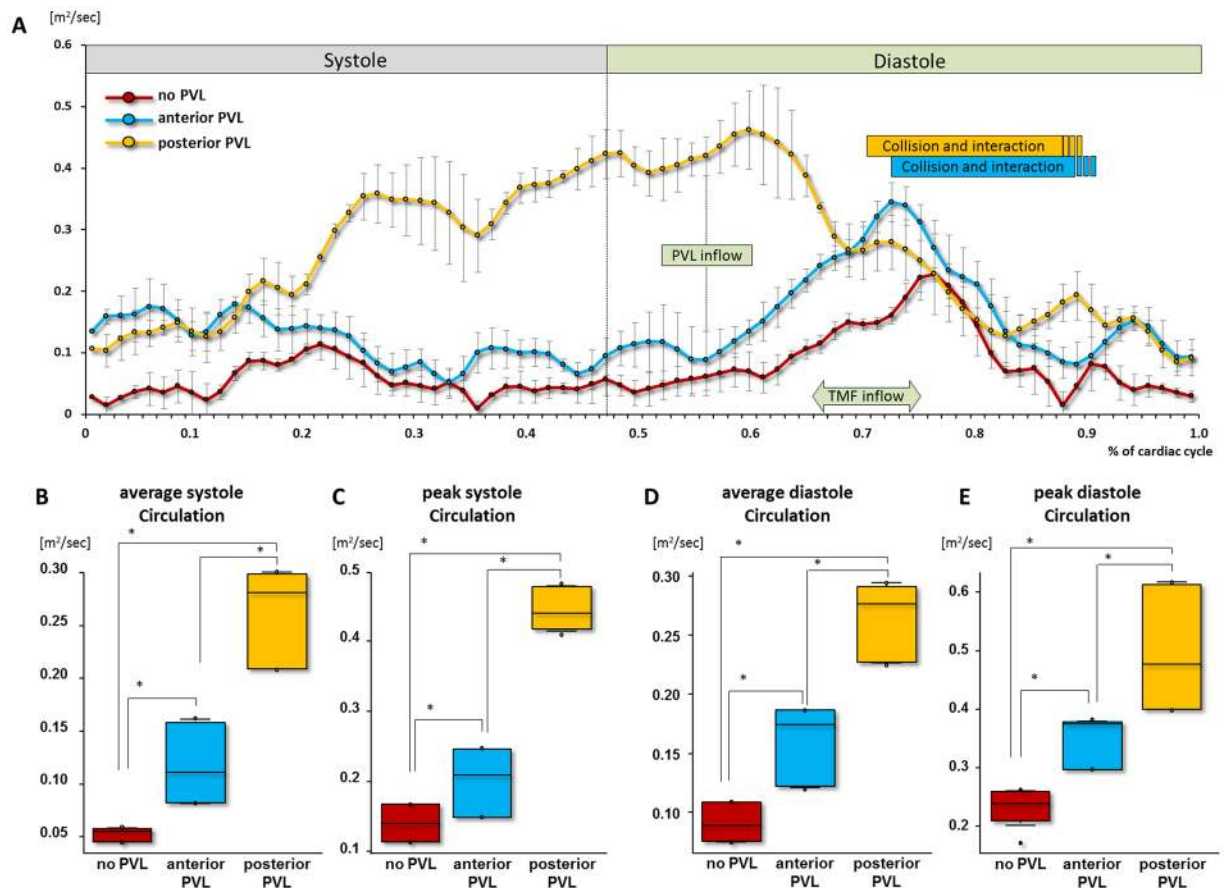 [m²/sec]
A
0.6
Systole
Diastole
no PVL
anterior PVL
posterior PVL
0.5
Collision and interaction
Collision and interaction
0.4
0.3
PVL inflow
0.2
0.1
TMF inflow
0
0 0.1 0.2 0.3 0.4 0.5 0.6 0.7 0.8 0.9 1.0
% of cardiac cycle
B
average systole
Circulation
[m²/sec]
*
*
*
0.30
0.25
0.20
0.15
0.10
0.05
no PVL anterior posterior
PVL PVL
C
peak systole
Circulation
[m²/sec]
*
*
*
0.5
0.4
0.3
0.2
0.1
no PVL anterior posterior
PVL PVL
D
average diastole
Circulation
[m²/sec]
*
*
*
0.30
0.25
0.20
0.15
0.10
no PVL anterior posterior
PVL PVL
E
peak diastole
Circulation
[m²/sec]
*
*
*
0.6
0.5
0.4
0.3
0.2
no PVL anterior posterior
PVL PVL